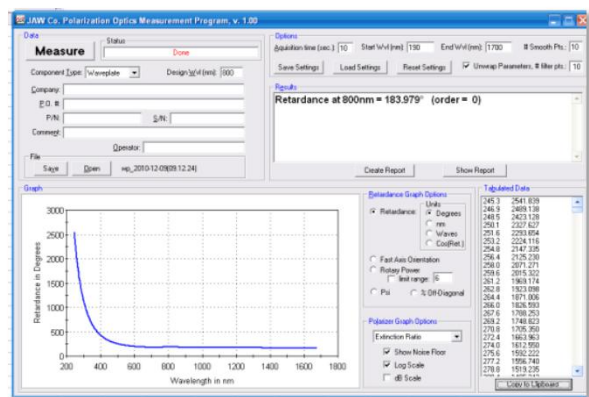 JAW Co. Polarization Optics Measurement Program, v. 1.00
Data
Measure
Status
Done
Component Type: Waveplate
Design Wvl (nm): 800
Company:
P.O. #:
P/N:
S/N:
Comment:
Operator:
File
Save
Open
wp_2010-12-09(09.12.24)
Options
Aquisition time (sec.) 10
Start Wvl (nm) 190
End Wvl (nm) 1700
# Smooth Pts.: 10
Save Settings
Load Settings
Reset Settings
Unwrap Parameters, # filter pts.: 10
Results
Retardance at 800nm = 183.979° (order = 0)
Create Report
Show Report
Graph
3000
2500
2000
1500
1000
500
0
Retardance in Degrees
200 400 600 800 1000 1200 1400 1600 1800
Wavelength in nm
Retardance Graph Options
Retardance
Units
Degrees
nm
Waves
Cos(Ret.)
Fast Axis Orientation
Rotary Power
limit range: 6
Psi
% Off-Diagonal
Polarizer Graph Options
Extinction Ratio
Show Noise Floor
Log Scale
dB Scale
Tabulated Data
245.3 2541.839
246.9 2489.138
248.5 2423.128
250.1 2327.627
251.6 2293.654
253.2 2224.116
254.8 2147.335
256.4 2125.230
258.0 2071.271
259.6 2015.322
261.2 1969.174
262.8 1923.098
264.4 1871.006
266.0 1826.593
267.6 1788.253
269.2 1748.823
270.8 1705.350
272.4 1663.963
274.0 1612.550
275.6 1592.222
277.2 1556.740
278.8 1519.235
Copy to Clipboard